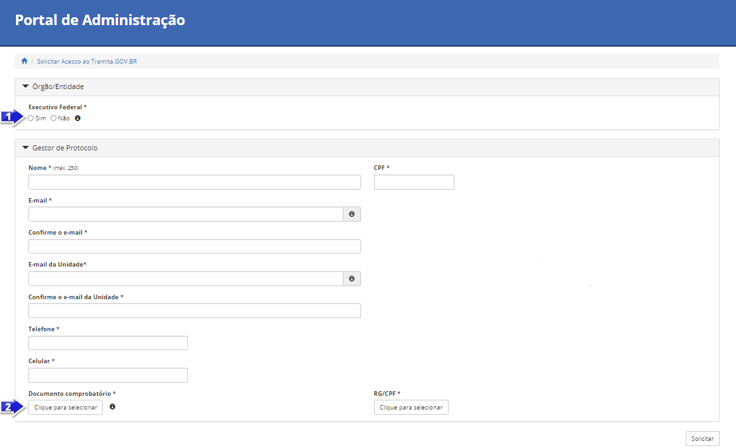 Portal de Administração
/ Solicitar Acesso ao Tramita.GOV.BR
Órgão/Entidade
Executivo Federal *
1
Sim Não
Gestor de Protocolo
Nome * (máx. 250) CPF *
E-mail *
Confirme o e-mail *
E-mail da Unidade*
Confirme o e-mail da Unidade *
Telefone *
Celular *
Documento comprobatório * RG/CPF *
2 Clique para selecionar Clique para selecionar
Solicitar